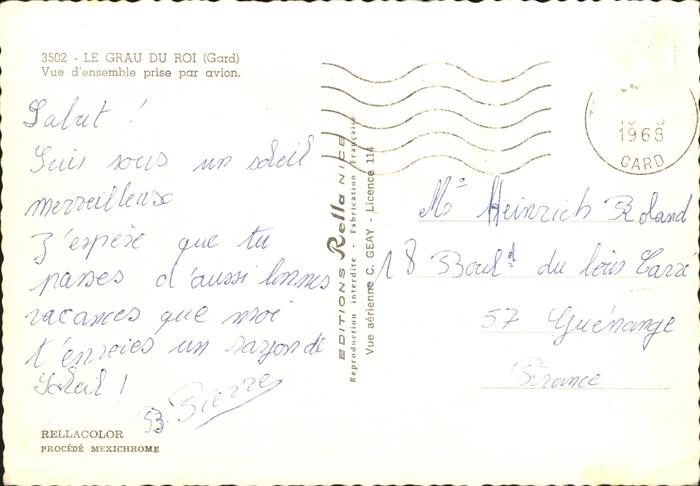 3502 - LE GRAU DU ROI (Gard)
Vue d'ensemble prise par avion.
Salut !
Suis sous un soleil
merveilleux
J'espère que tu
passes d'aussi bonnes
vacances que moi
t'envoies un rayon de
Soleil !
Pierre
RELLACOLOR
PROCÉDÉ MEXICHROME
EDITIONS Rella NICE
Reproduction interdite - Fabrication Française
Vue aérienne C. GEAY - Licence 114
1968
GARD
Mr Heinrich Roland
18 Boul.d du bois Carré
57 Guénange
France